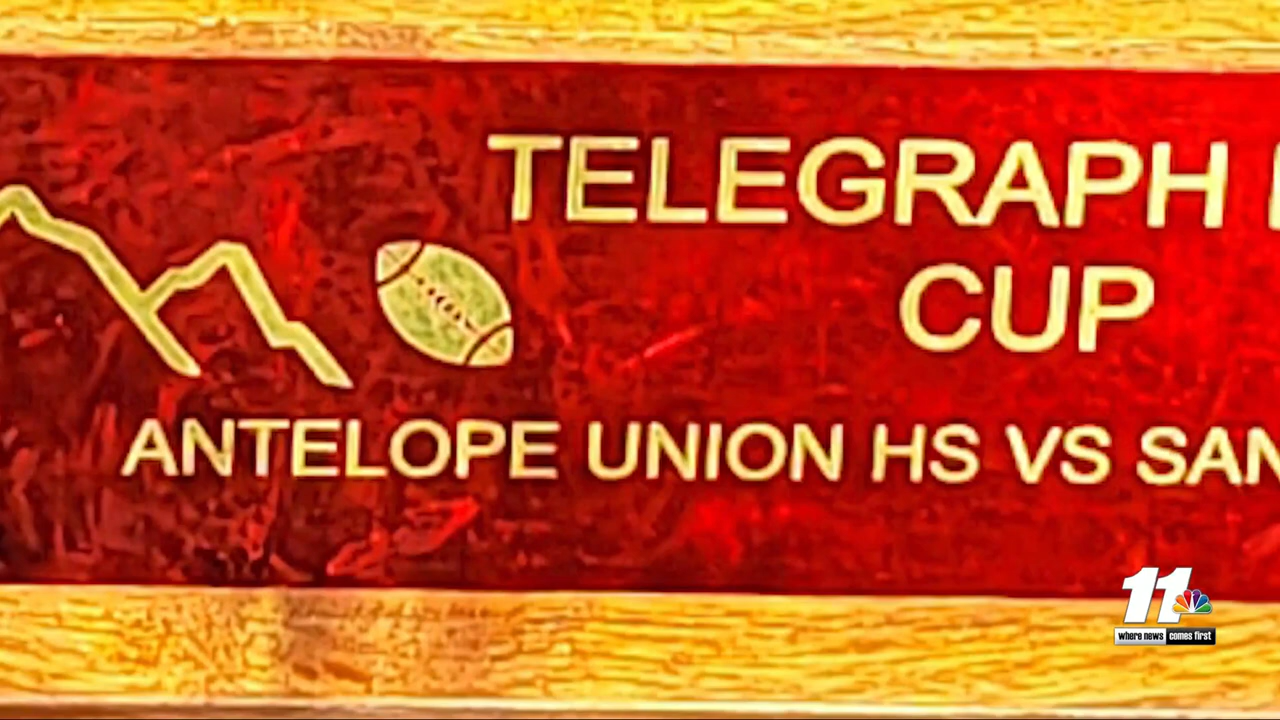 TELEGRAPH
CUP
ANTELOPE UNION HS VS SAN
11
where news comes first